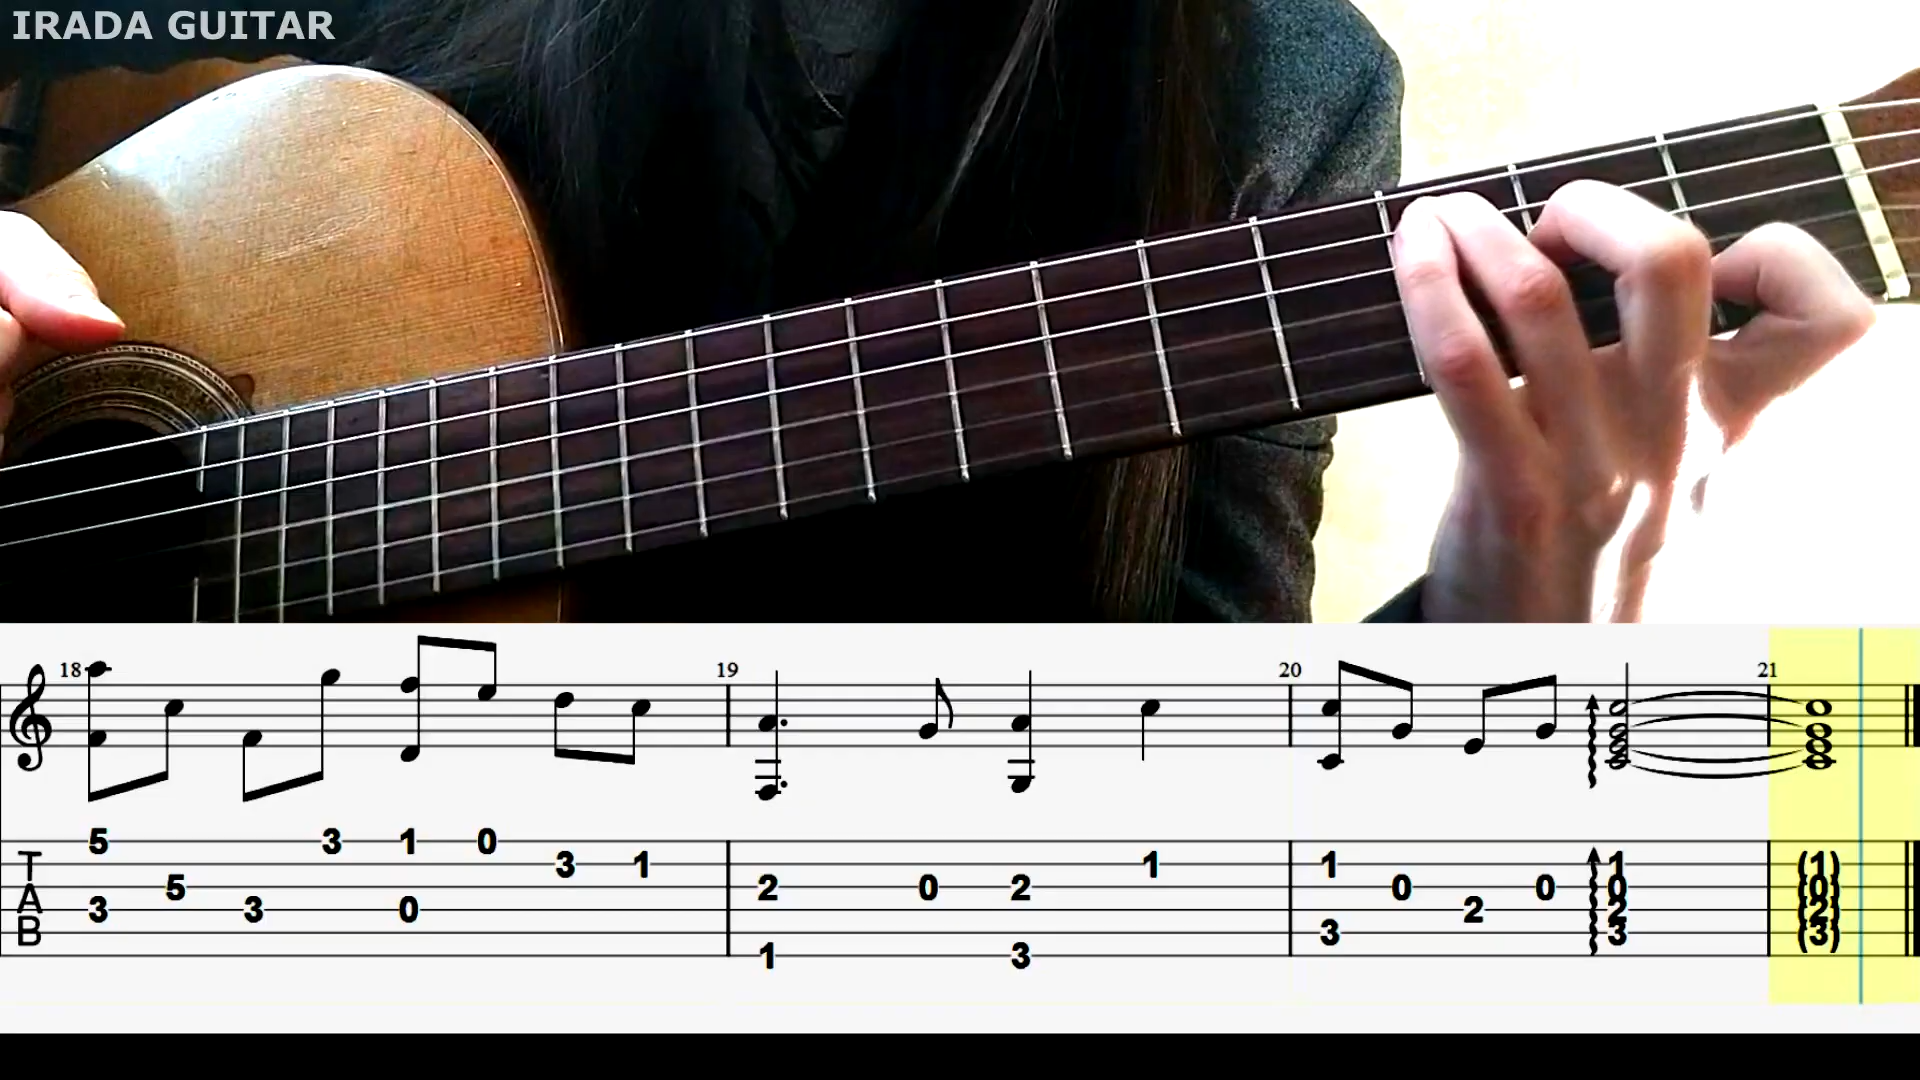 IRADA GUITAR
18 19 20 21
5 3 1 0 3 1 1 1 (1)
5 2 0 2 0 0 0 (0)
T
A
B
3 3 0 2 2 (2)
3 3 (3)
1 3